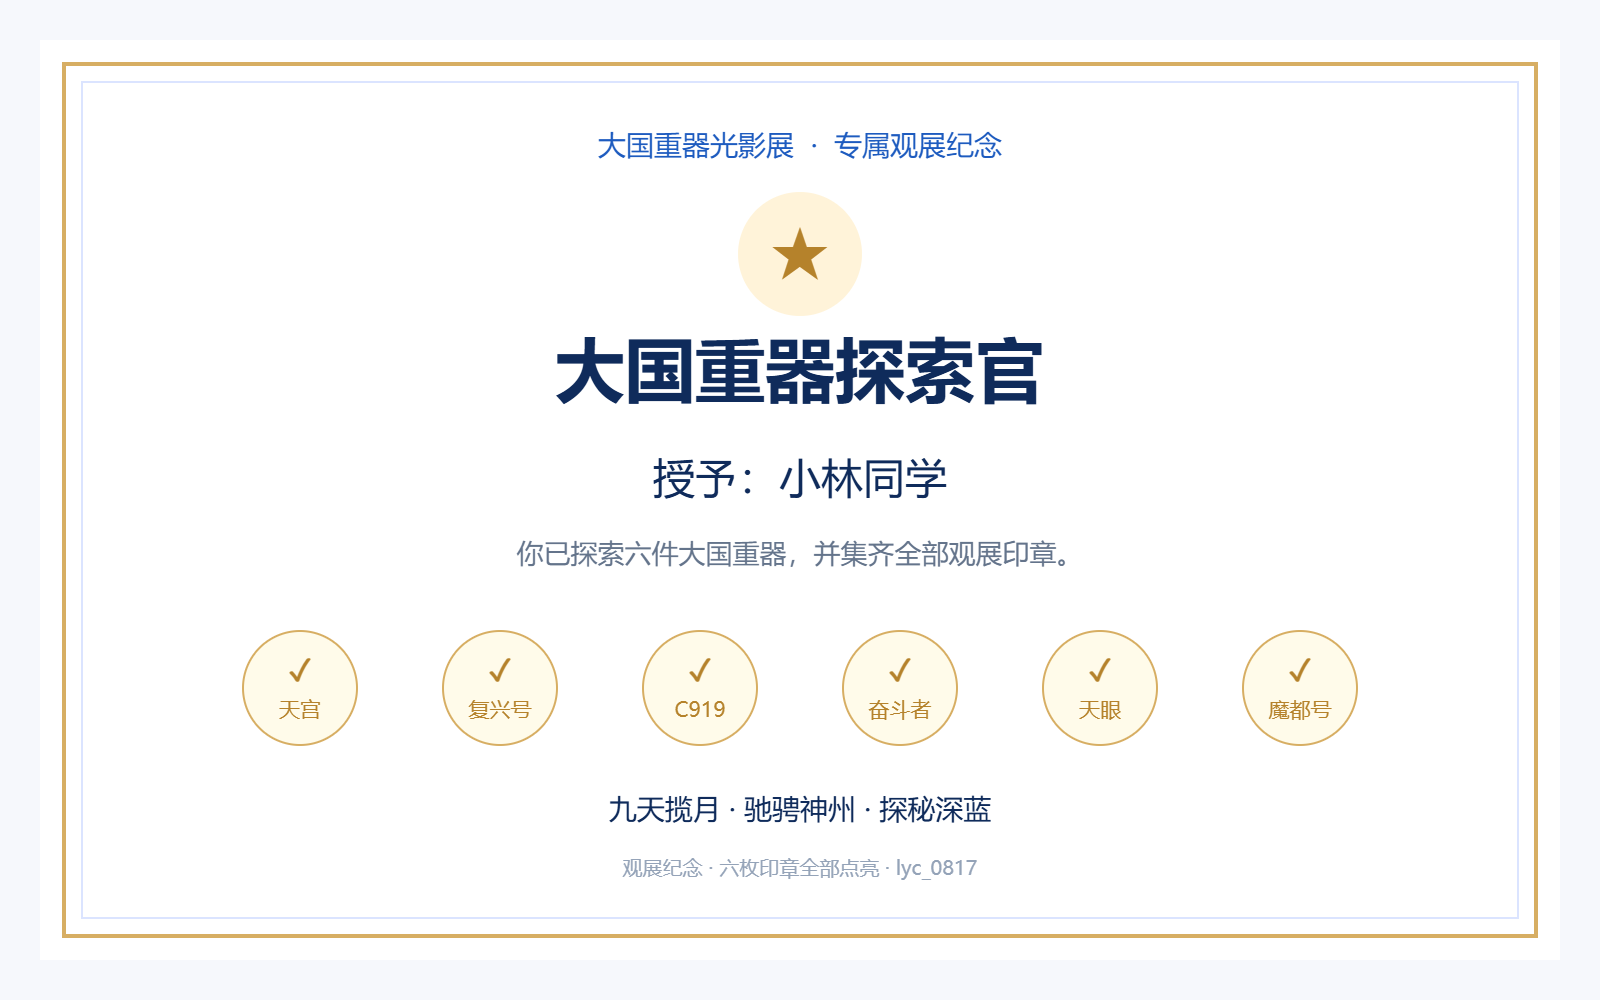 大国重器光影展 · 专属观展纪念
大国重器探索官
授予：小林同学
你已探索六件大国重器，并集齐全部观展印章。
✓ ✓ ✓ ✓ ✓ ✓
天宫 复兴号 C919 奋斗者 天眼 魔都号
九天揽月 · 驰骋神州 · 探秘深蓝
观展纪念 · 六枚印章全部点亮 · lyc_0817